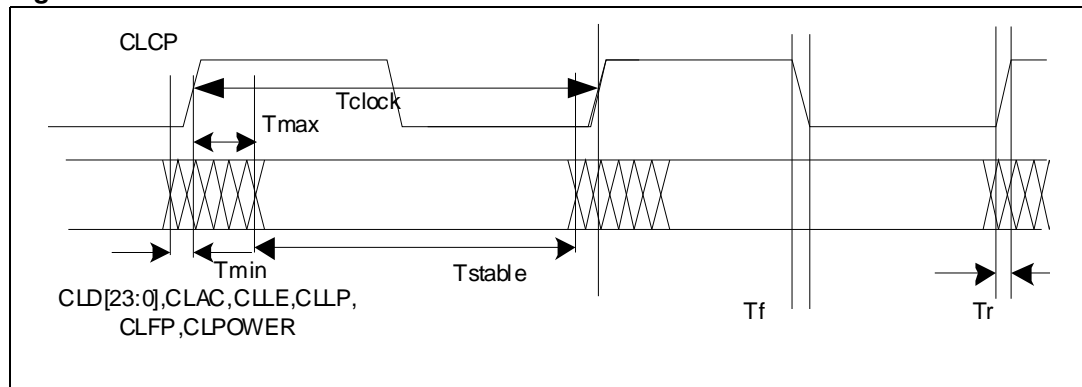 CLCP
Tclock
Tmax
Tmin
Tstable
CLD[23:0],CLAC,CLLE,CLLP,
CLFP,CLPOWER
Tf
Tr